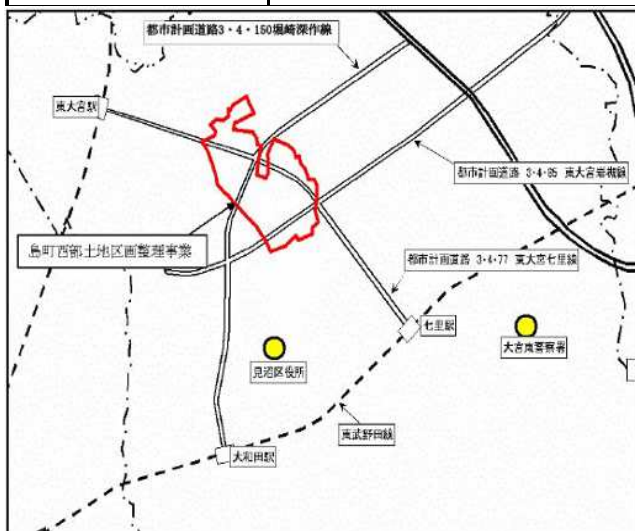 都市計画道路3・4・150堀崎深作線
東大宮駅
都市計画道路 3・4・85 東大宮岩槻線
島町西部土地区画整理事業
都市計画道路 3・4・77 東大宮七里線
七里駅
大宮東警察署
見沼区役所
東武野田線
大和田駅